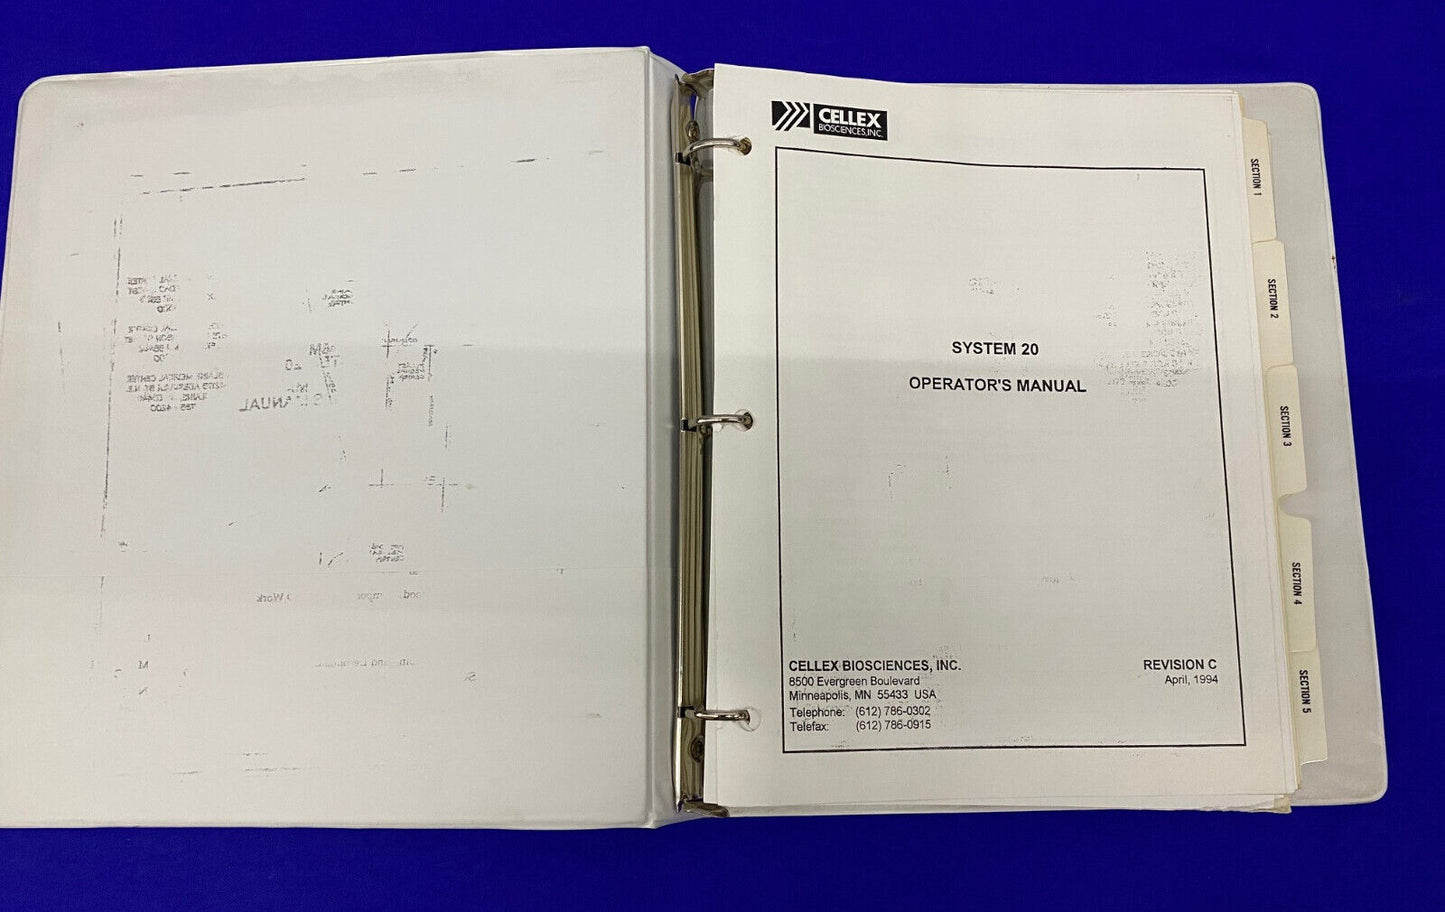 CELLEX
BIOSCIENCES, INC.
SYSTEM 20
OPERATOR'S MANUAL
CELLEX BIOSCIENCES, INC.
8500 Evergreen Boulevard
Minneapolis, MN 55433 USA
Telephone: (612) 786-0302
Telefax: (612) 786-0915
REVISION C
April, 1994
SECTION 1
SECTION 2
SECTION 3
SECTION 4
SECTION 5